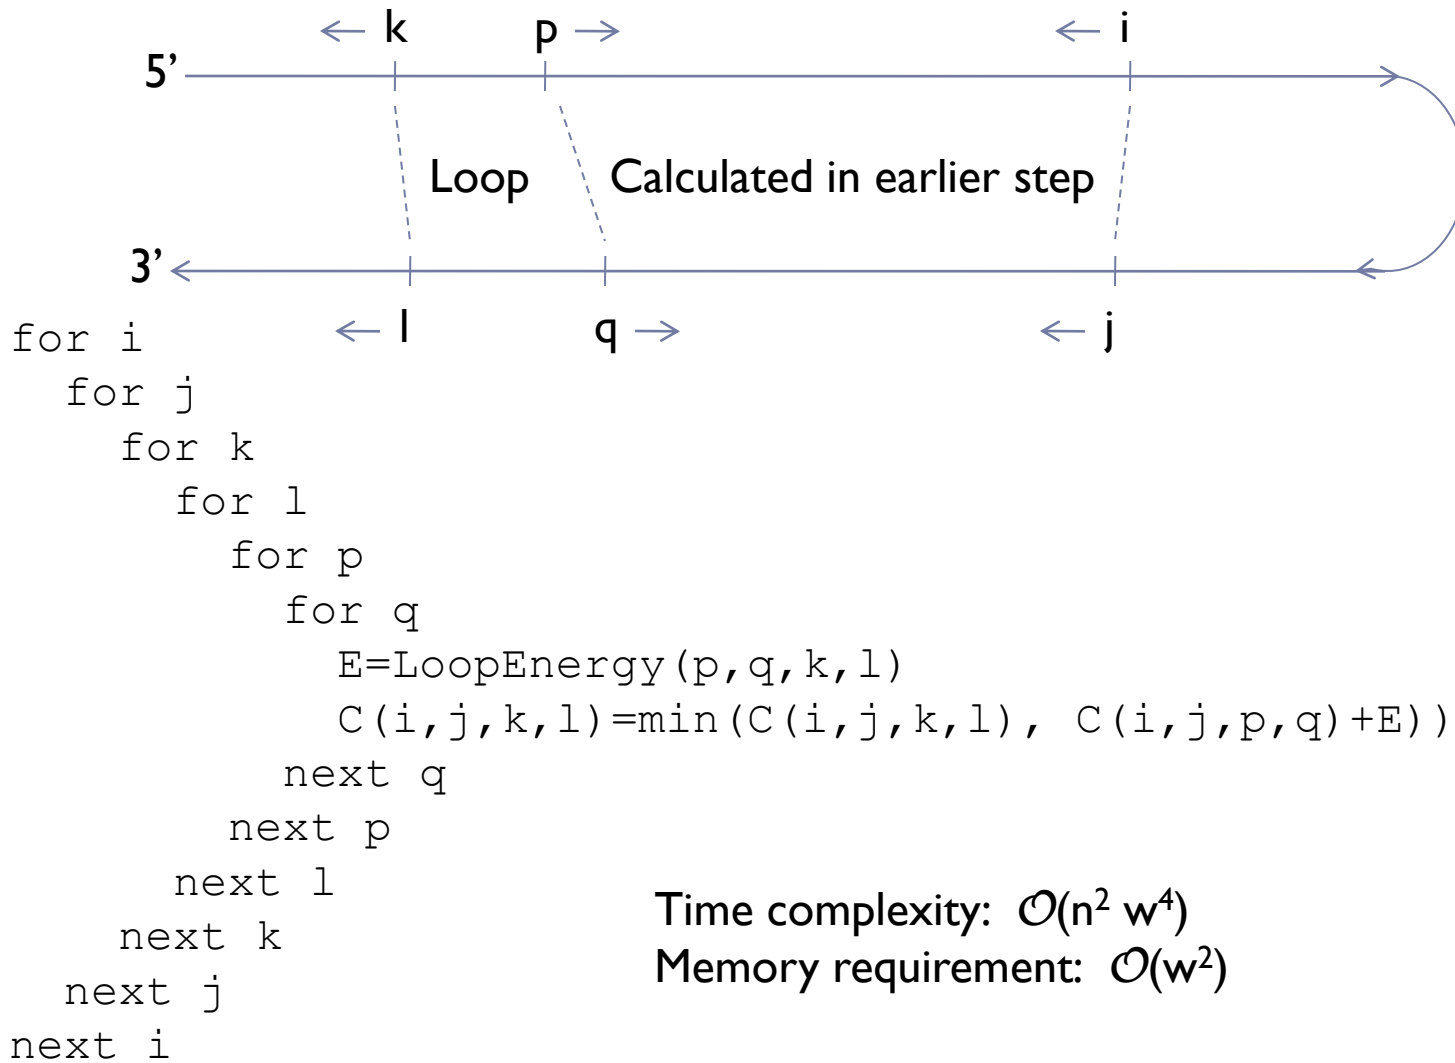 ← k p → ← i
5'
Loop Calculated in earlier step
3'
← l q → ← j
for i
for j
for k
for l
for p
for q
E=LoopEnergy(p,q,k,l)
C(i,j,k,l)=min(C(i,j,k,l), C(i,j,p,q)+E))
next q
next p
next l
next k
next j
next i
Time complexity: 𝒪(n² w⁴)
Memory requirement: 𝒪(w²)